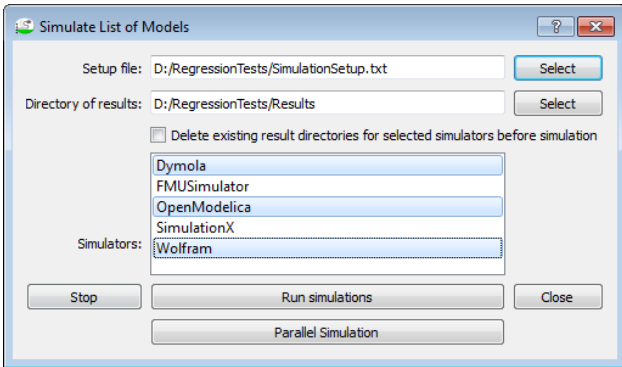 Simulate List of Models
Setup file: D:/RegressionTests/SimulationSetup.txt Select
Directory of results: D:/RegressionTests/Results Select
Delete existing result directories for selected simulators before simulation
Dymola
FMUSimulator
OpenModelica
SimulationX
Simulators: Wolfram
Stop Run simulations Close
Parallel Simulation